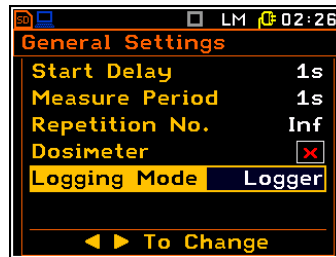 SD LM 02:26
General Settings
Start Delay 1s
Measure Period 1s
Repetition No. Inf
Dosimeter
Logging Mode Logger
To Change